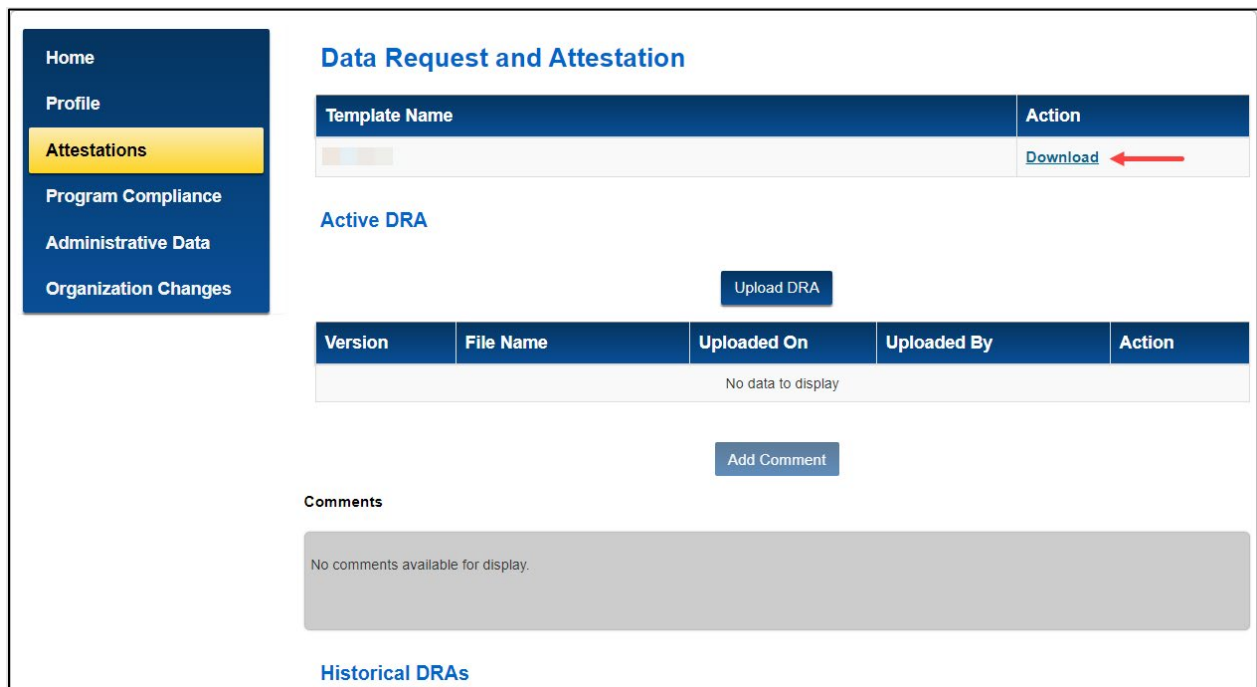 Home
Profile
Attestations
Program Compliance
Administrative Data
Organization Changes
Data Request and Attestation
Template Name Action
Download
Active DRA
Upload DRA
Version File Name Uploaded On Uploaded By Action
No data to display
Add Comment
Comments
No comments available for display.
Historical DRAs